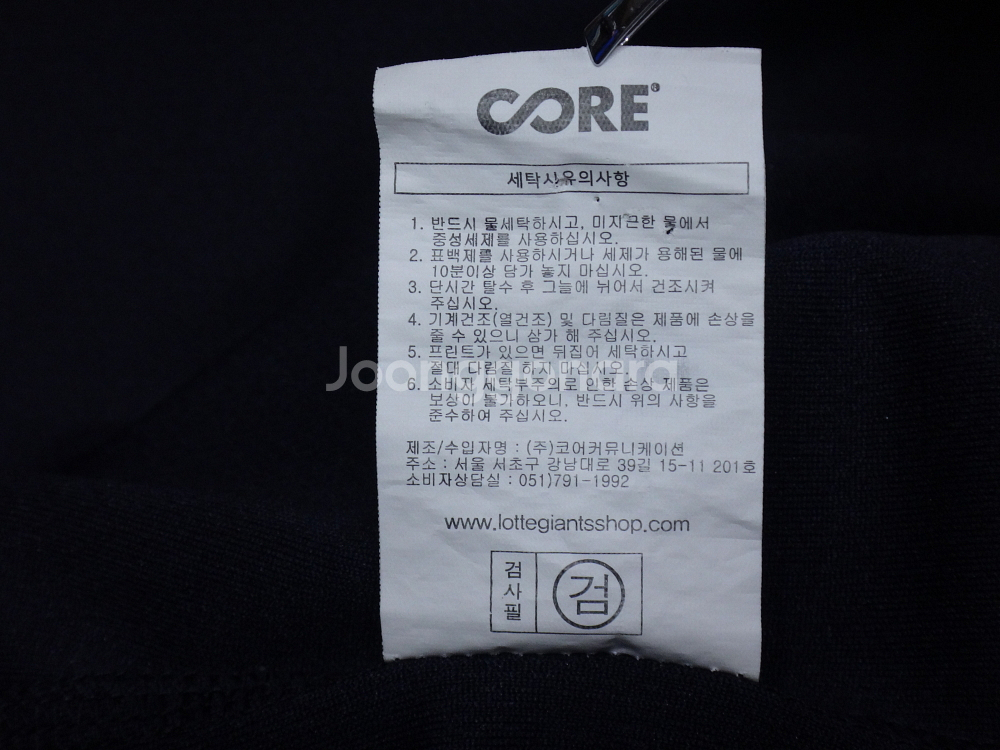 CORE®
세탁시유의사항
1. 반드시 물세탁하시고, 미지근한 물에서
중성세제를 사용하십시오.
2. 표백제를 사용하시거나 세제가 용해된 물에
10분이상 담가 놓지 마십시오.
3. 단시간 탈수 후 그늘에 뉘어서 건조시켜
주십시오.
4. 기계건조(열건조) 및 다림질은 제품에 손상을
줄 수 있으니 삼가 해 주십시오.
5. 프린트가 있으면 뒤집어 세탁하시고
절대 다림질 하지 마십시오.
Joonggonara
6. 소비자 세탁부주의로 인한 손상 제품은
보상이 불가하오니, 반드시 위의 사항을
준수하여 주십시오.
제조/수입자명 : (주)코어커뮤니케이션
주소 : 서울 서초구 강남대로 39길 15-11 201호
소비자상담실 : 051)791-1992
www.lottegiantsshop.com
검사필
검